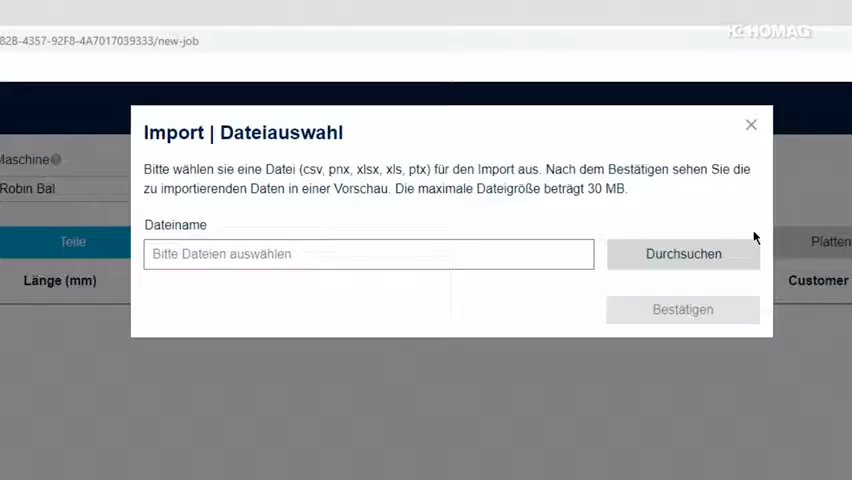 82B-4357-92F8-4A7017039333/new-job
HOMAG
Import | Dateiauswahl
Maschine
Bitte wählen sie eine Datei (csv, pnx, xlsx, xls, ptx) für den Import aus. Nach dem Bestätigen sehen Sie die
zu importierenden Daten in einer Vorschau. Die maximale Dateigröße beträgt 30 MB.
Robin Bal
Dateiname
Teile
Bitte Dateien auswählen
Durchsuchen
Platten
Länge (mm)
Customer
Bestätigen